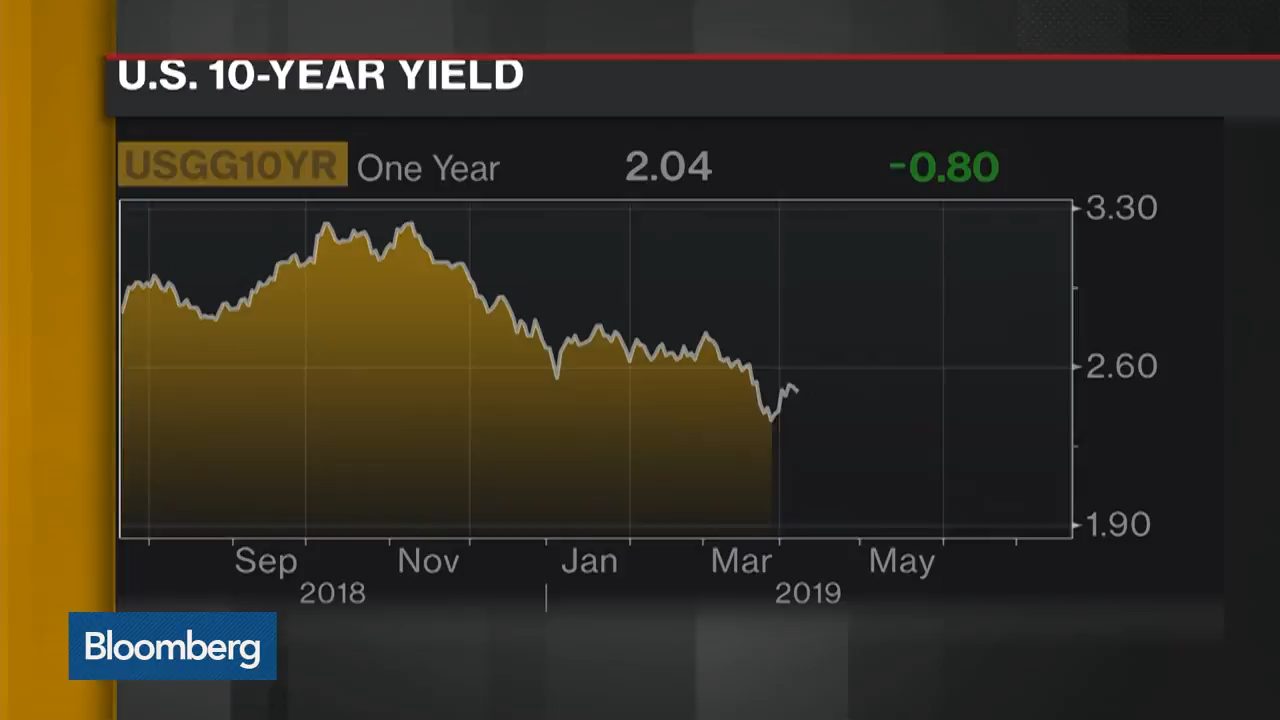 U.S. 10-YEAR YIELD
USGG10YR One Year 2.04 -0.80
3.30
2.60
1.90
Sep Nov Jan Mar May
2018 2019
Bloomberg